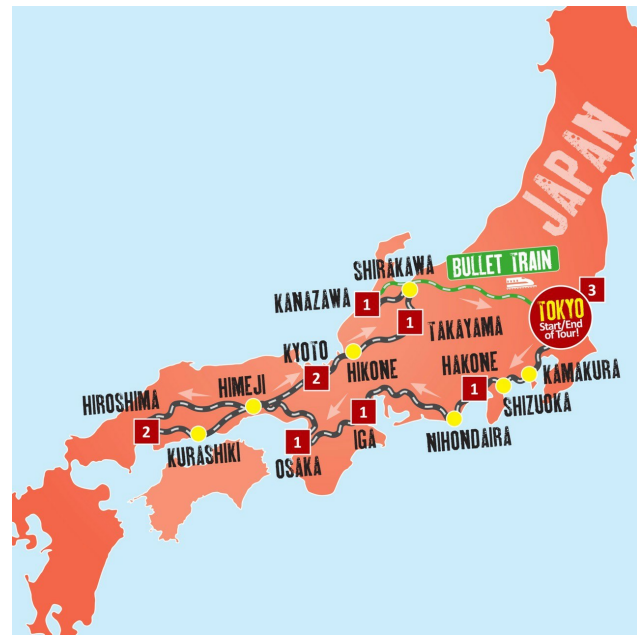 JAPAN
SHIRAKAWA
BULLET TRAIN
KANAZAWA
1
3
TOKYO
Start/End
of Tour!
1
TAKAYAMA
KYOTO
HIKONE
2
HAKONE
KAMAKURA
1
SHIZUOKA
HIMEJI
HIROSHIMA
2
KURASHIKI
1
OSAKA
1
IGA
NIHONDAIRA